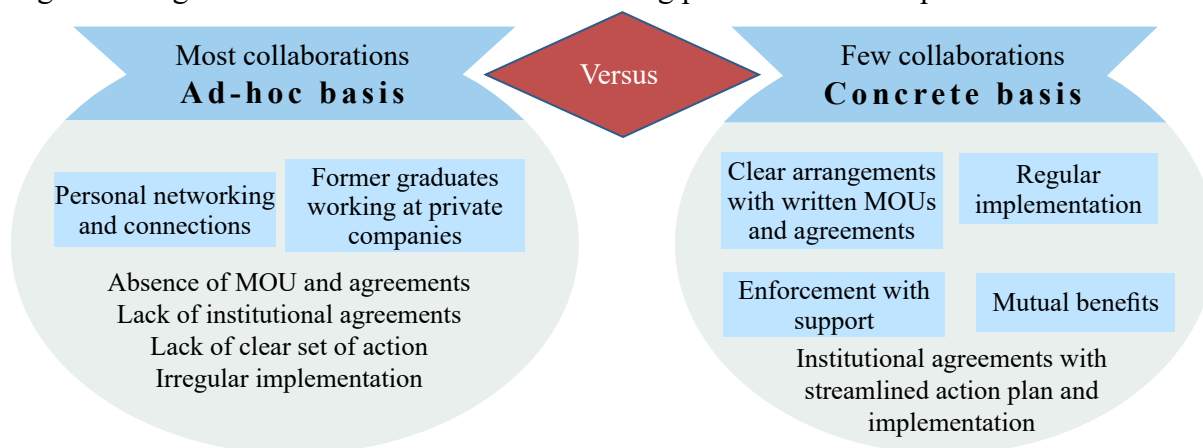 Most collaborations
Ad-hoc basis
Versus
Few collaborations
Concrete basis
Personal networking
and connections
Former graduates
working at private
companies
Absence of MOU and agreements
Lack of institutional agreements
Lack of clear set of action
Irregular implementation
Clear arrangements
with written MOUs
and agreements
Regular
implementation
Enforcement with
support
Mutual benefits
Institutional agreements with
streamlined action plan and
implementation